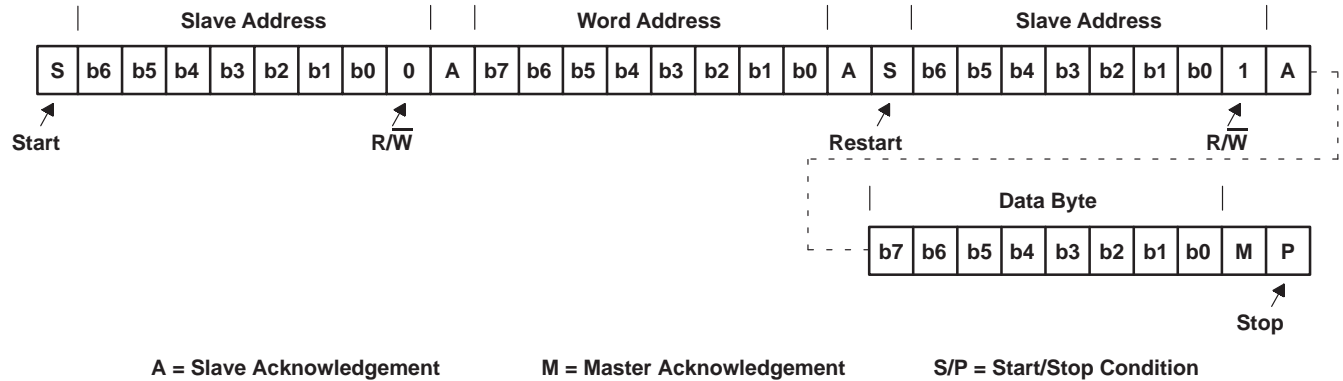 Slave Address Word Address Slave Address
S b6 b5 b4 b3 b2 b1 b0 0 A b7 b6 b5 b4 b3 b2 b1 b0 A S b6 b5 b4 b3 b2 b1 b0 1 A
Start R/W̅ Restart R/W̅
Data Byte
b7 b6 b5 b4 b3 b2 b1 b0 M P
Stop
A = Slave Acknowledgement M = Master Acknowledgement S/P = Start/Stop Condition